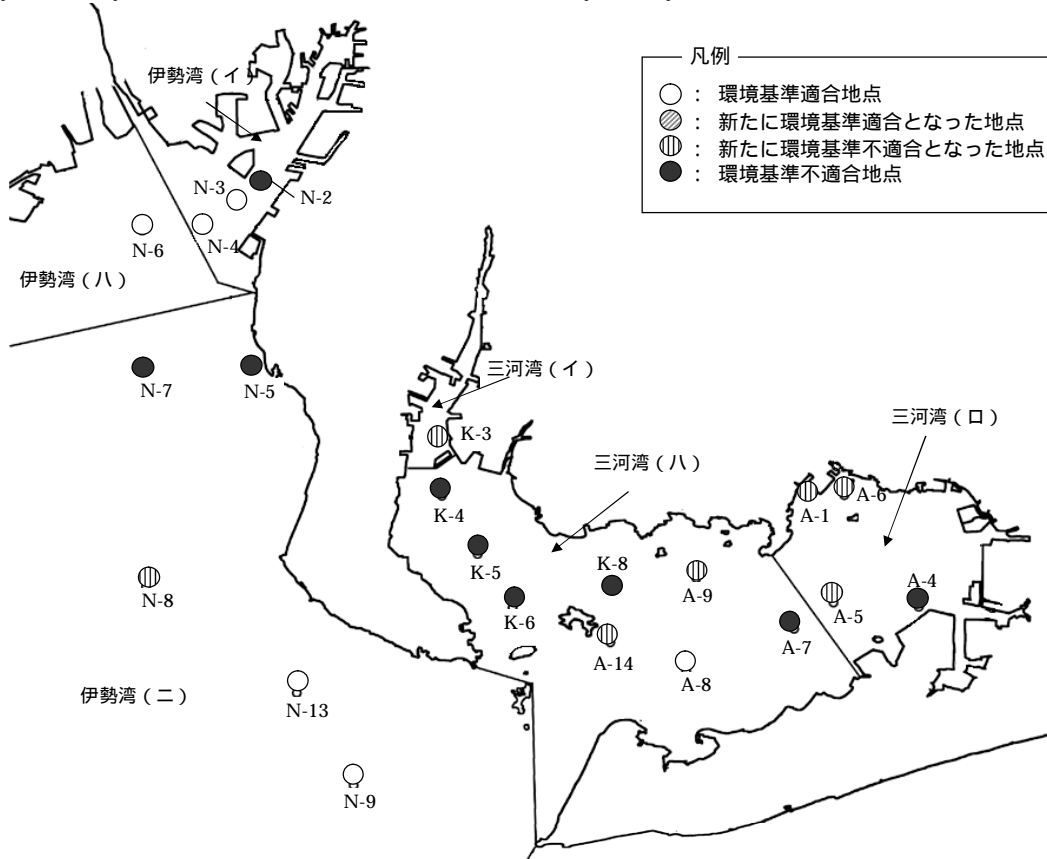 凡例
○ : 環境基準適合地点
: 新たに環境基準適合となった地点
: 新たに環境基準不適合となった地点
● : 環境基準不適合地点
伊勢湾(イ)
N-3
N-2
N-6
N-4
伊勢湾(ハ)
N-7
N-5
三河湾(イ)
K-3
三河湾(ロ)
三河湾(ハ)
K-4
A-1
A-6
K-5
K-8
A-9
A-4
N-8
K-6
A-5
A-14
A-7
A-8
伊勢湾(ニ)
N-13
N-9